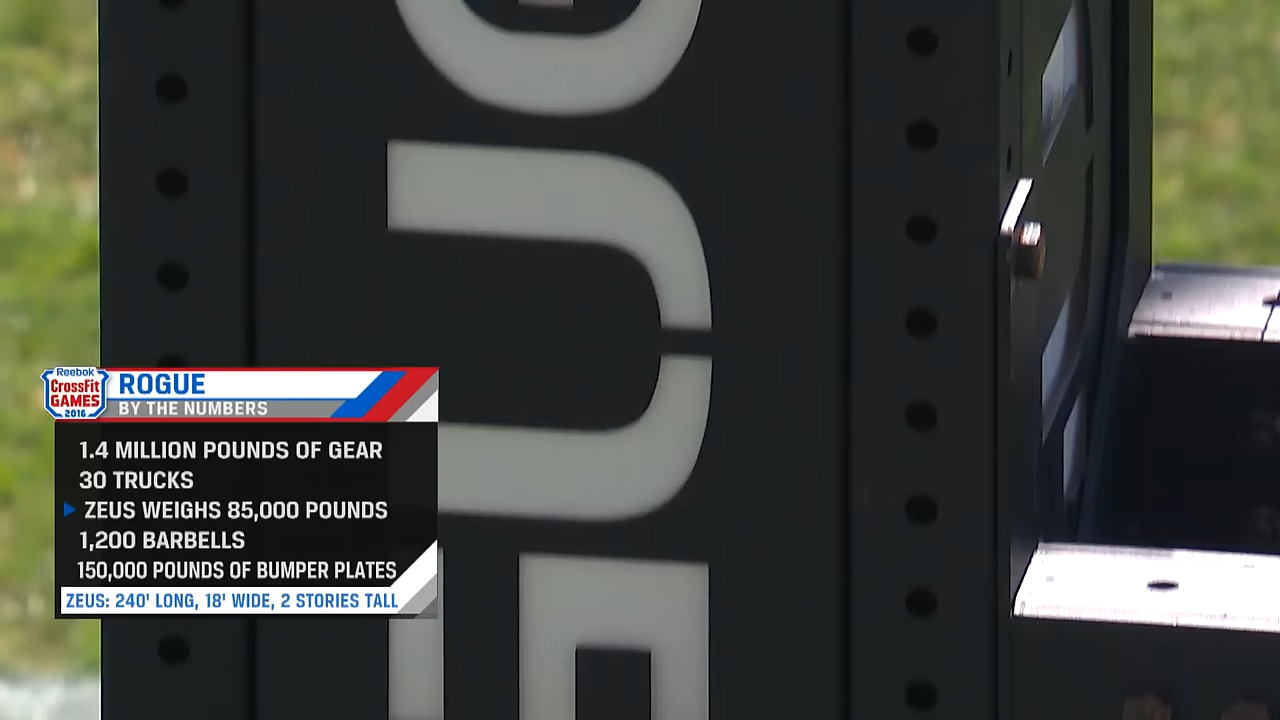 Reebok
CrossFit
GAMES
2016
ROGUE
BY THE NUMBERS
1.4 MILLION POUNDS OF GEAR
30 TRUCKS
ZEUS WEIGHS 85,000 POUNDS
1,200 BARBELLS
150,000 POUNDS OF BUMPER PLATES
ZEUS: 240' LONG, 18' WIDE, 2 STORIES TALL